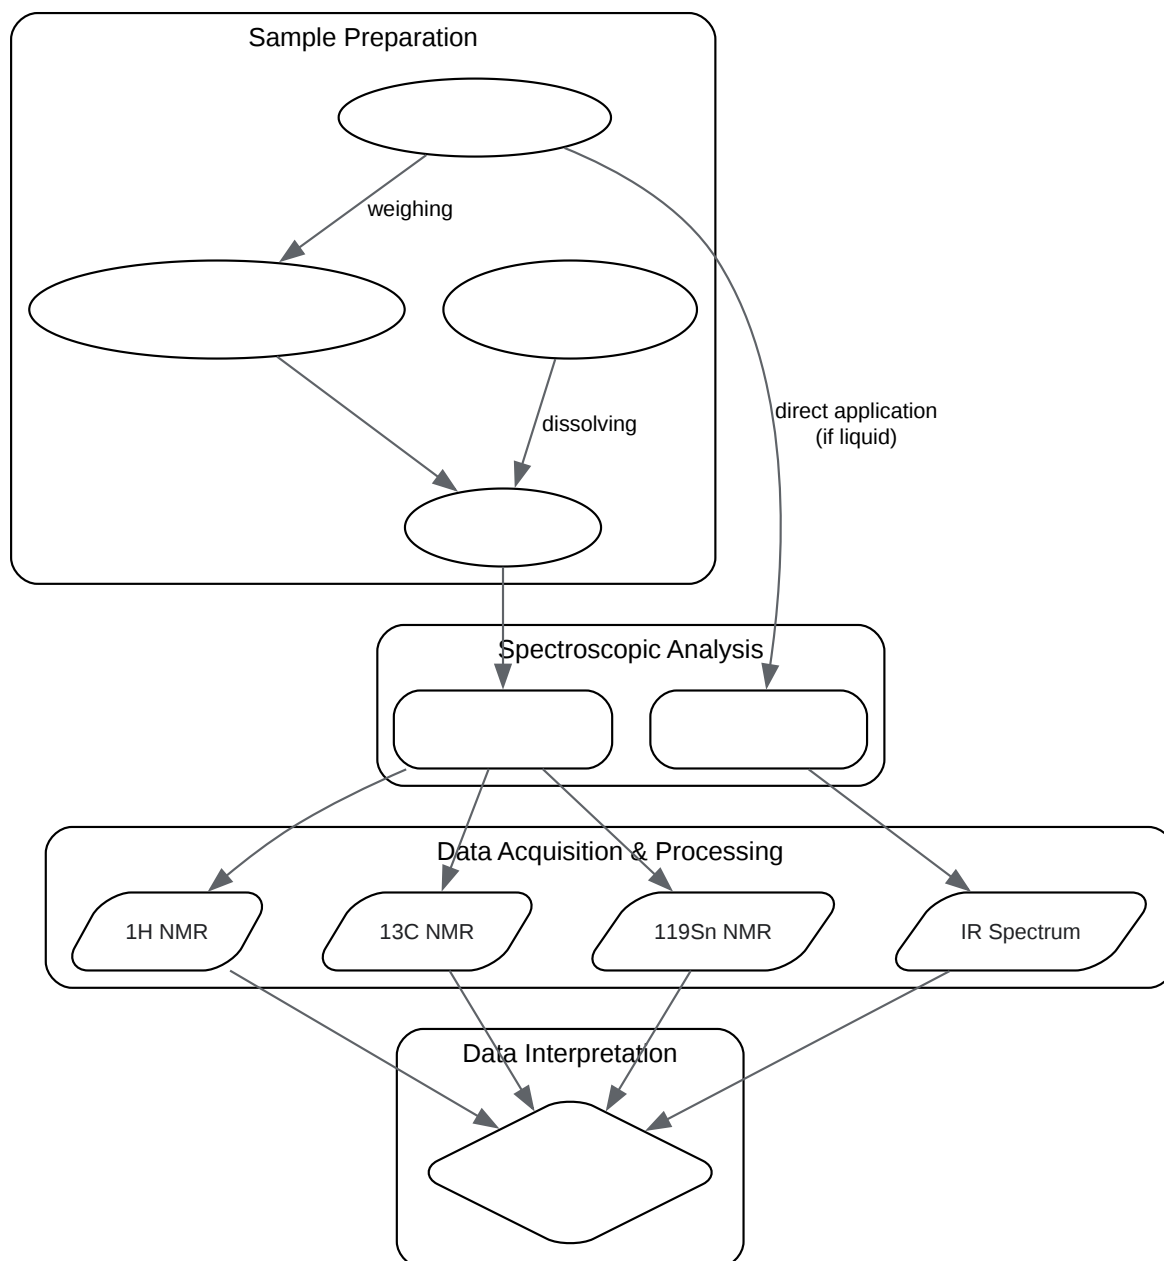 Sample Preparation
weighing
dissolving
direct application
(if liquid)
Spectroscopic Analysis
Data Acquisition & Processing
1H NMR
13C NMR
119Sn NMR
IR Spectrum
Data Interpretation